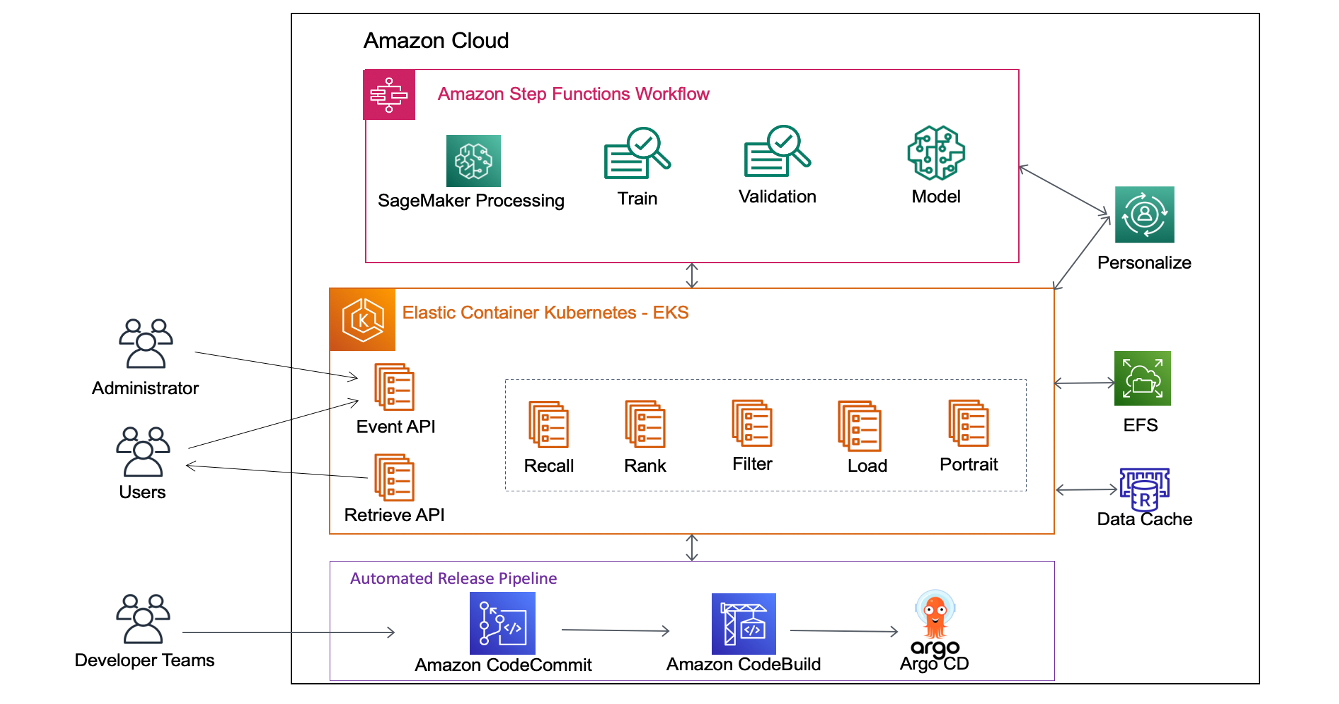 Amazon Cloud
Amazon Step Functions Workflow
SageMaker Processing
Train
Validation
Model
Personalize
Elastic Container Kubernetes - EKS
K
Administrator
Event API
Users
Retrieve API
Recall
Rank
Filter
Load
Portrait
EFS
R
Data Cache
Automated Release Pipeline
</>
</>
Developer Teams
Amazon CodeCommit
Amazon CodeBuild
argo
Argo CD